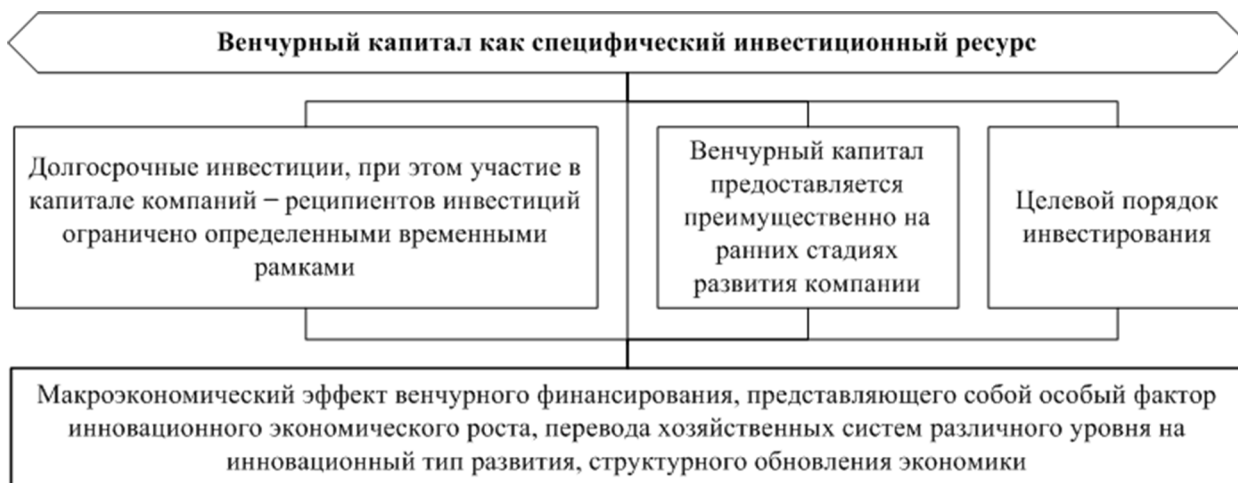 Венчурный капитал как специфический инвестиционный ресурс
Долгосрочные инвестиции, при этом участие в
капитале компаний – реципиентов инвестиций
ограничено определенными временными
рамками
Венчурный капитал
предоставляется
преимущественно на
ранних стадиях
развития компании
Целевой порядок
инвестирования
Макроэкономический эффект венчурного финансирования, представляющего собой особый фактор
инновационного экономического роста, перевода хозяйственных систем различного уровня на
инновационный тип развития, структурного обновления экономики